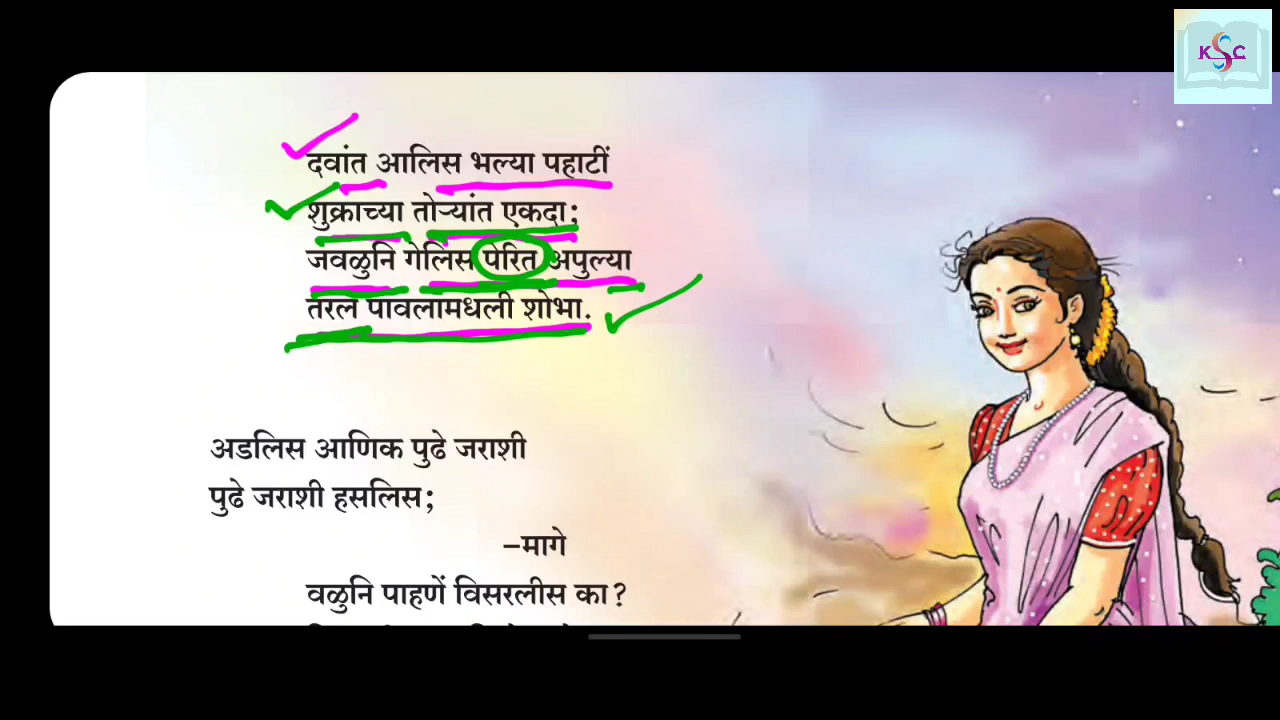 KSC
दवांत आलिस भल्या पहाटीं
शुक्राच्या तोऱ्यांत एकदा;
जवळुनि गेलिस पेरित अपुल्या
तरल पावलामधली शोभा.
अडलिस आणिक पुढे जराशी
पुढे जराशी हसलिस;
–मागे
वळुनि पाहणें विसरलीस का?